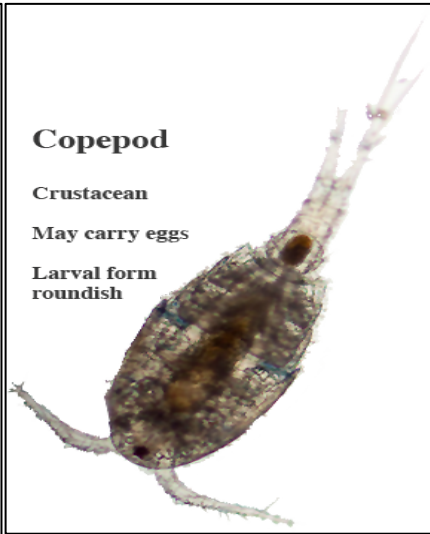 Copepod
Crustacean
May carry eggs
Larval form
roundish